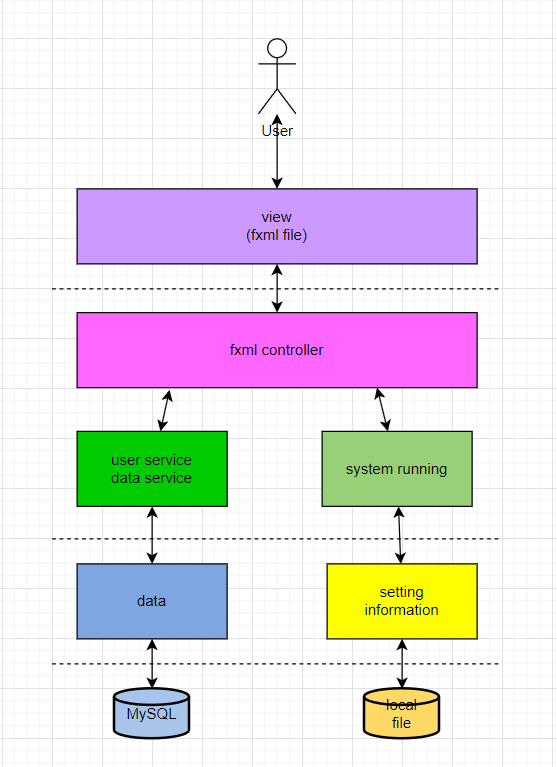 User
view
(fxml file)
fxml controller
user service
data service
system running
data
setting
information
MySQL
local
file